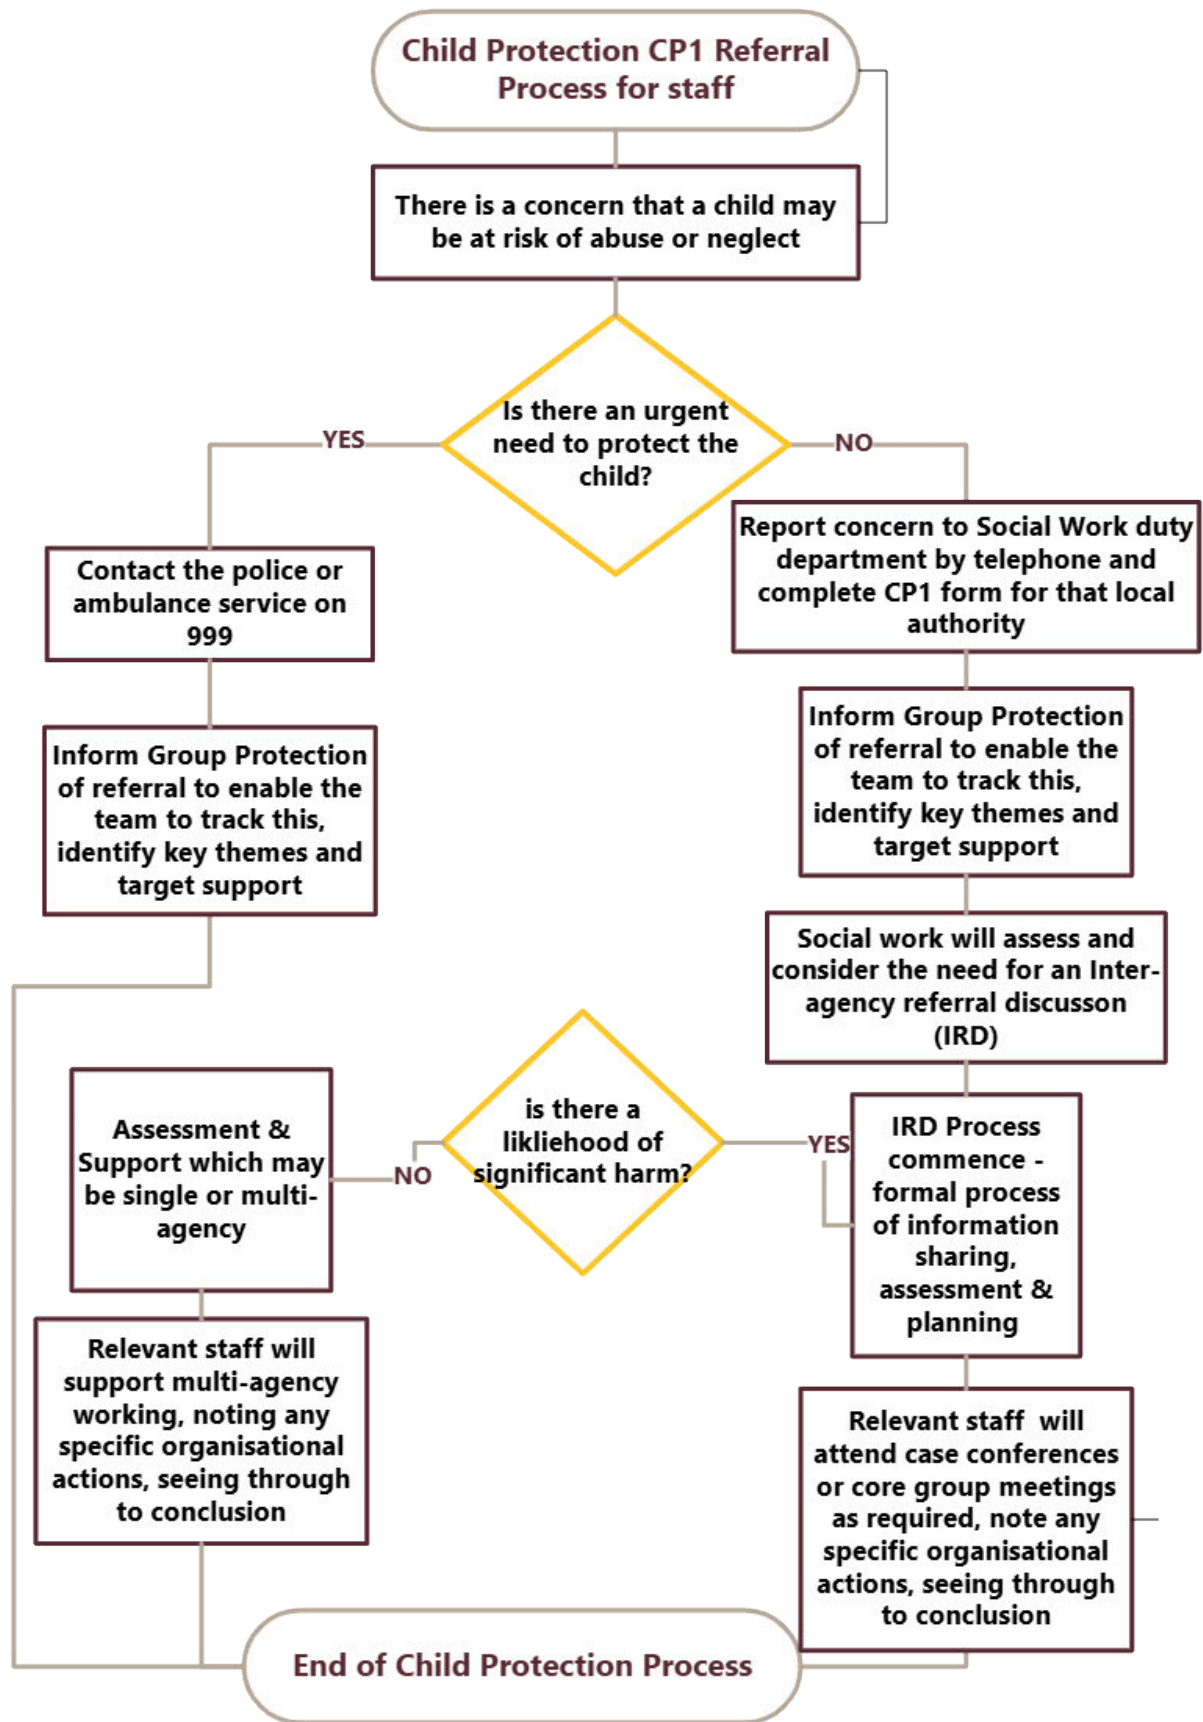 Child Protection CP1 Referral
Process for staff
There is a concern that a child may
be at risk of abuse or neglect
Is there an urgent
need to protect the
child?
YES
NO
Contact the police or
ambulance service on
999
Report concern to Social Work duty
department by telephone and
complete CP1 form for that local
authority
Inform Group Protection
of referral to enable the
team to track this,
identify key themes and
target support
Inform Group Protection
of referral to enable the
team to track this,
identify key themes and
target support
Social work will assess and
consider the need for an Inter-
agency referral discusson
(IRD)
is there a
likliehood of
significant harm?
NO
YES
Assessment &
Support which may
be single or multi-
agency
IRD Process
commence -
formal process
of information
sharing,
assessment &
planning
Relevant staff will
support multi-agency
working, noting any
specific organisational
actions, seeing through
to conclusion
Relevant staff will
attend case conferences
or core group meetings
as required, note any
specific organisational
actions, seeing through
to conclusion
End of Child Protection Process